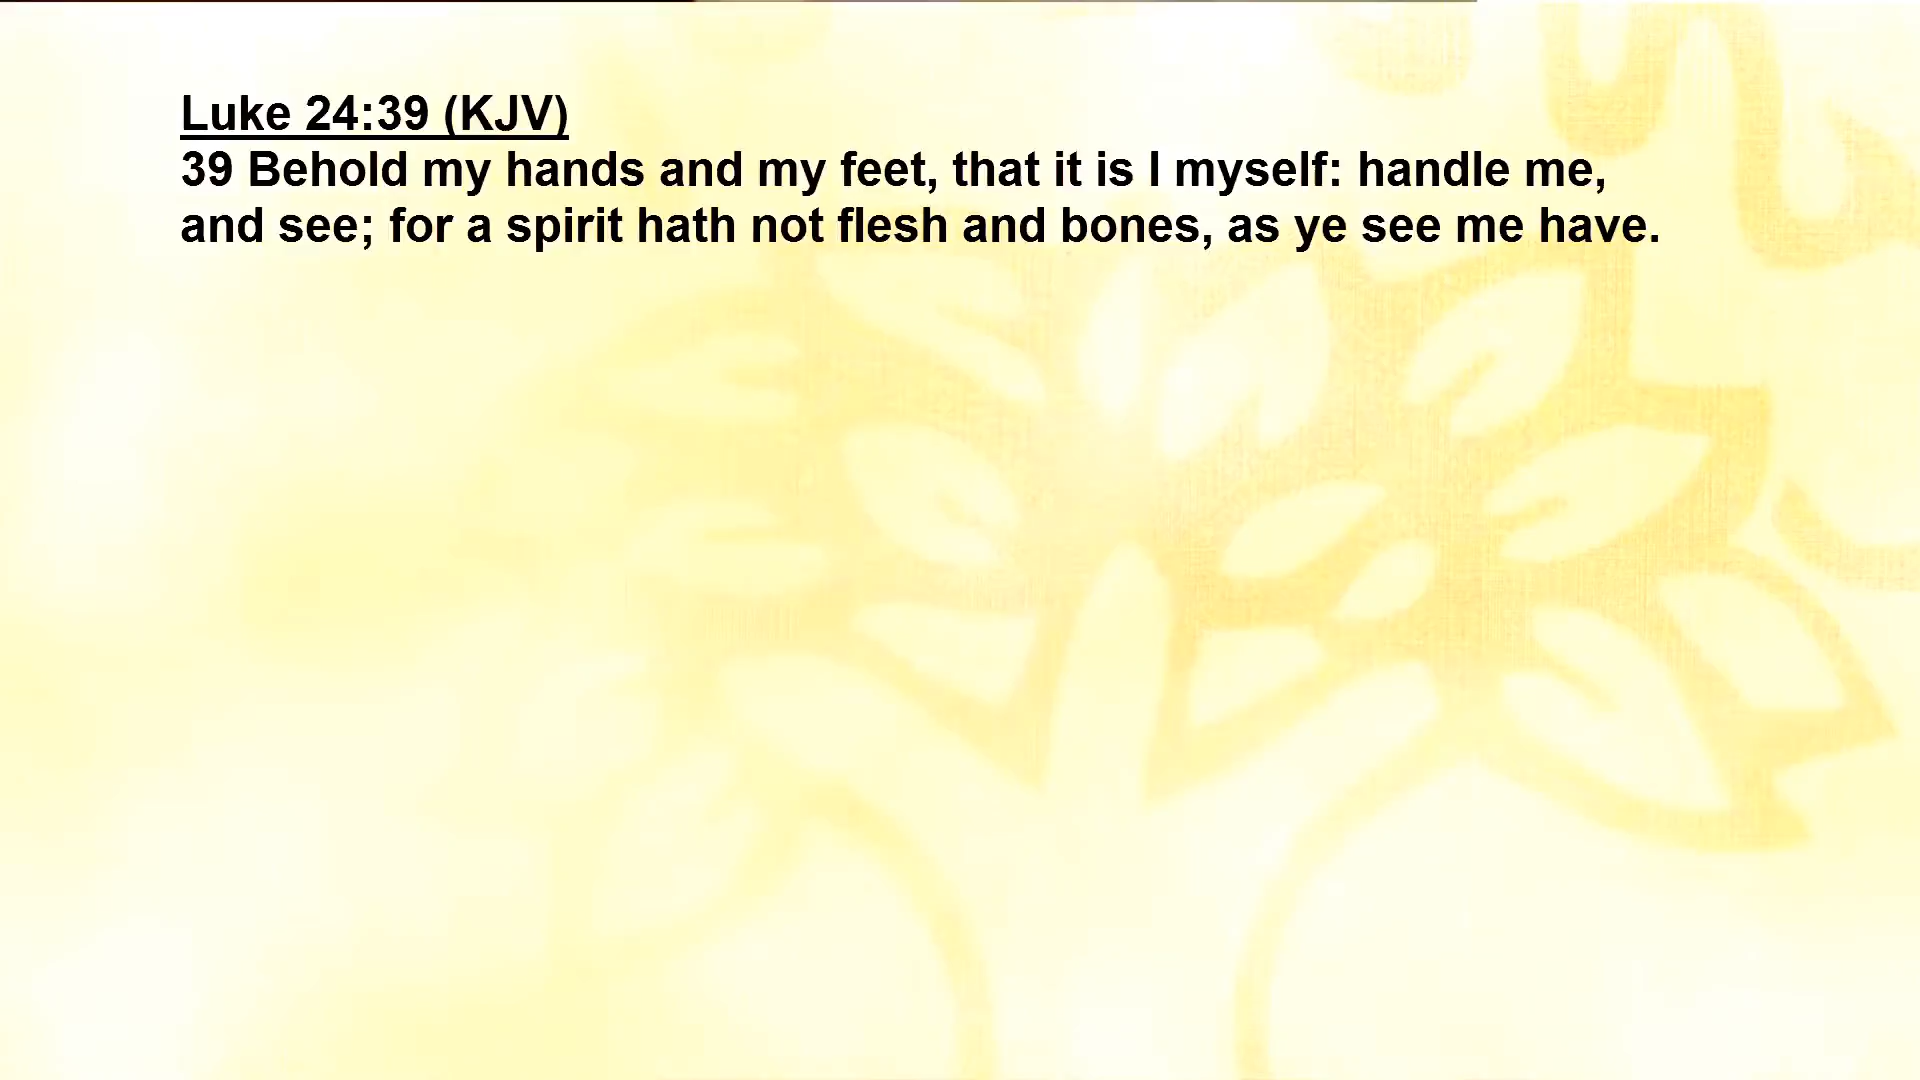 Luke 24:39 (KJV)
39 Behold my hands and my feet, that it is I myself: handle me,
and see; for a spirit hath not flesh and bones, as ye see me have.